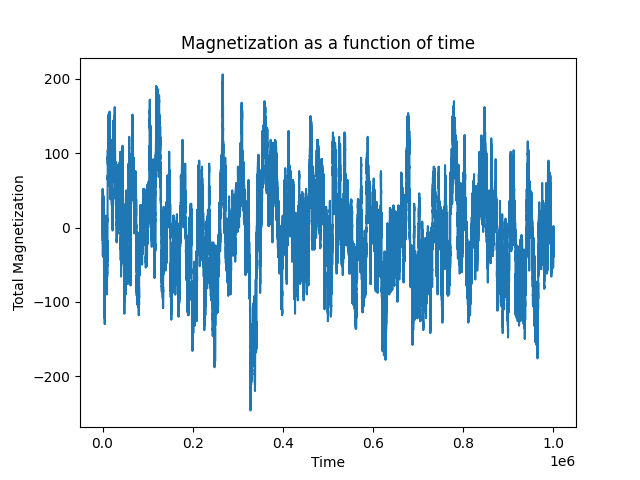 Magnetization as a function of time
Total Magnetization
200
100
0
−100
−200
0.0 0.2 0.4 0.6 0.8 1.0
1e6
Time